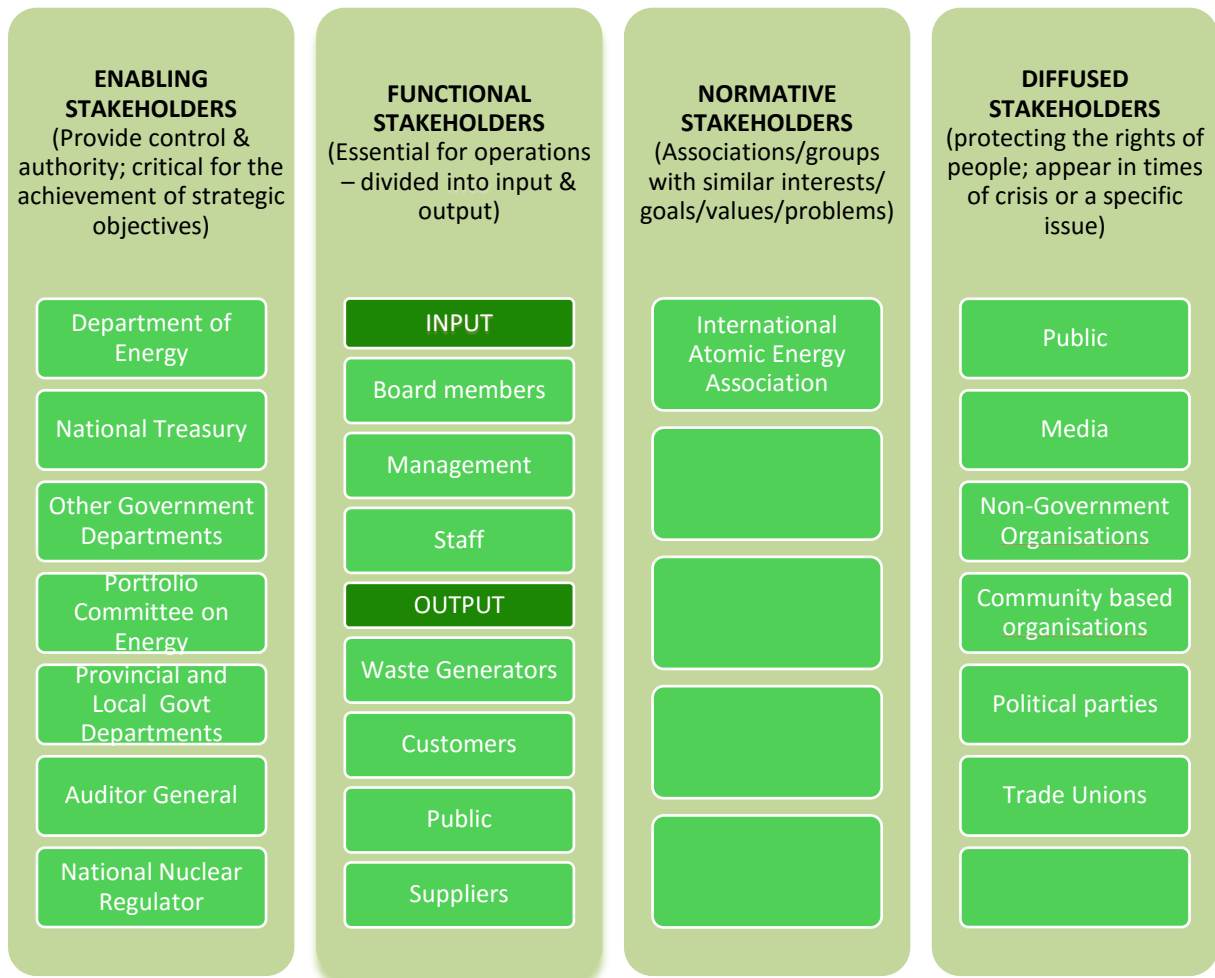 ENABLING
STAKEHOLDERS
(Provide control &
authority; critical for the
achievement of strategic
objectives)
Department of
Energy
National Treasury
Other Government
Departments
Portfolio
Committee on
Energy
Provincial and
Local Govt
Departments
Auditor General
National Nuclear
Regulator
FUNCTIONAL
STAKEHOLDERS
(Essential for operations
– divided into input &
output)
INPUT
Board members
Management
Staff
OUTPUT
Waste Generators
Customers
Public
Suppliers
NORMATIVE
STAKEHOLDERS
(Associations/groups
with similar interests/
goals/values/problems)
International
Atomic Energy
Association
DIFFUSED
STAKEHOLDERS
(protecting the rights of
people; appear in times
of crisis or a specific
issue)
Public
Media
Non-Government
Organisations
Community based
organisations
Political parties
Trade Unions